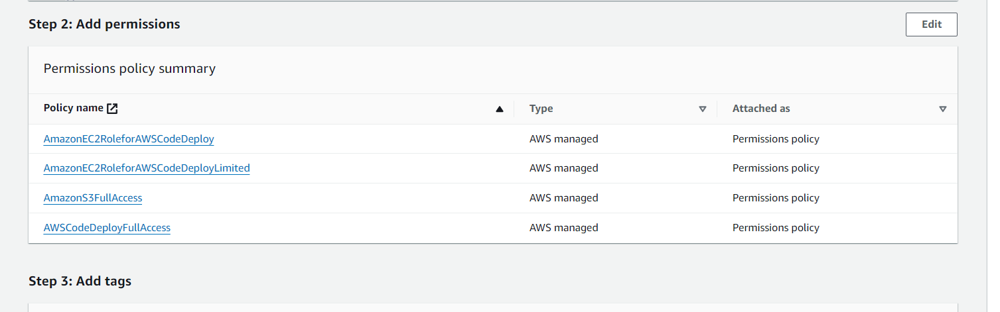 Step 2: Add permissions
Edit
Permissions policy summary
Policy name Type Attached as
AmazonEC2RoleforAWSCodeDeploy AWS managed Permissions policy
AmazonEC2RoleforAWSCodeDeployLimited AWS managed Permissions policy
AmazonS3FullAccess AWS managed Permissions policy
AWSCodeDeployFullAccess AWS managed Permissions policy
Step 3: Add tags